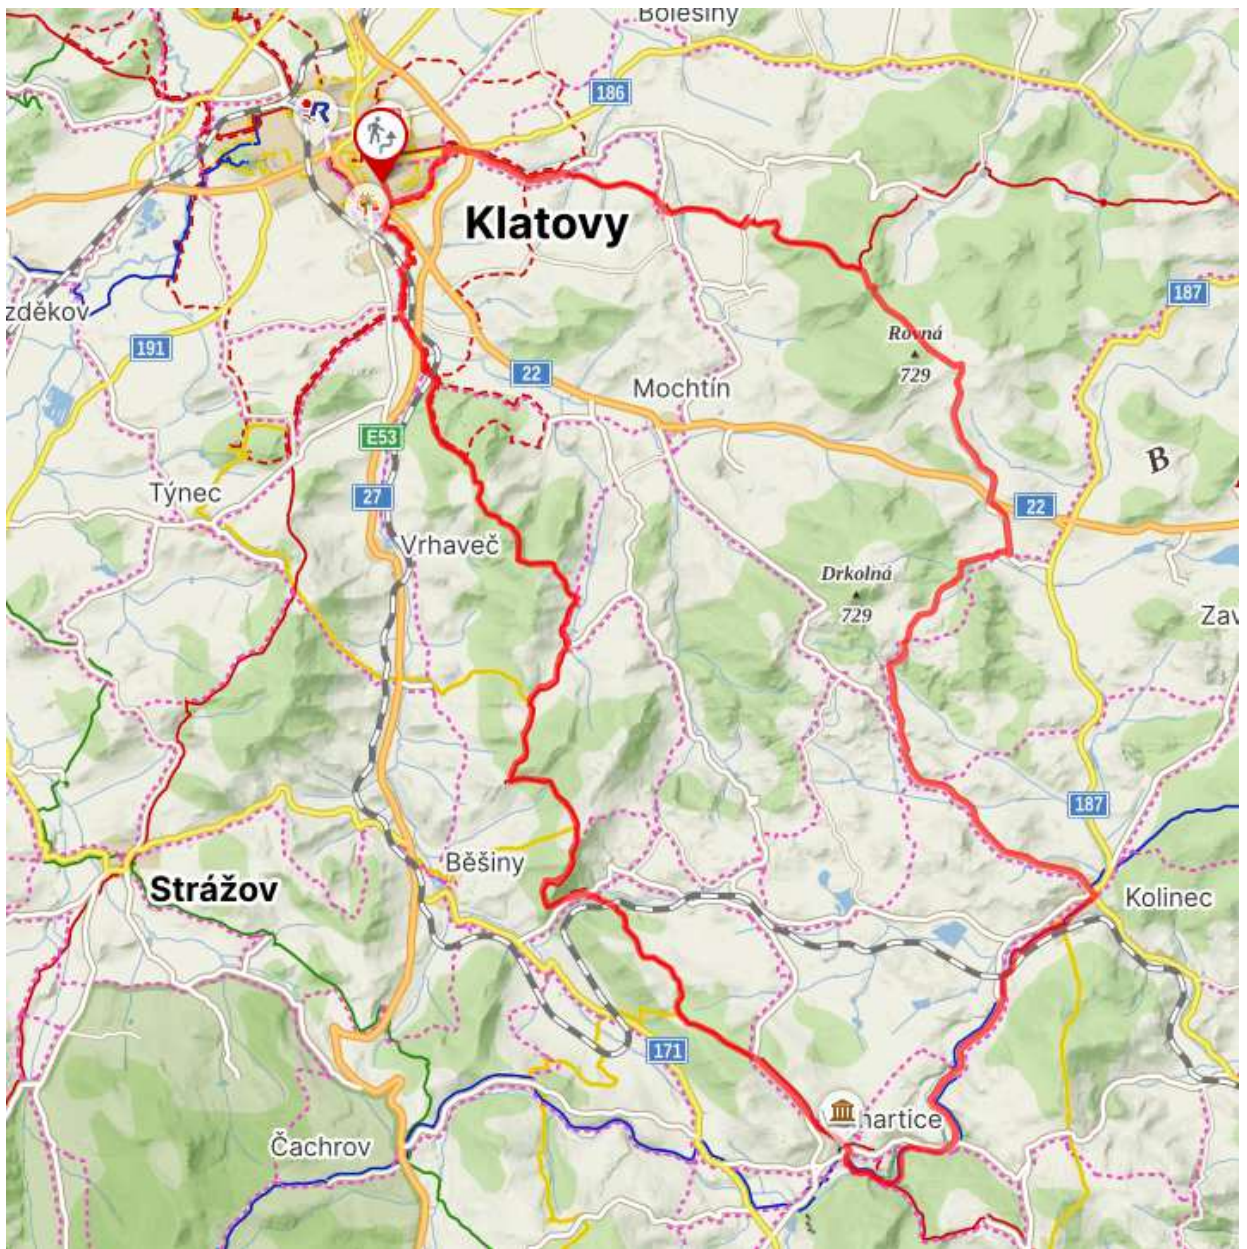 Bolešiny
186
R
Klatovy
187
zdékov
191
Rovná
729
22
Mochtín
E53
B
Týnec
27
22
Vrhaveč
Drkolná
729
Zav
187
Běšiny
Strážov
Kolinec
171
hartice
Čachrov